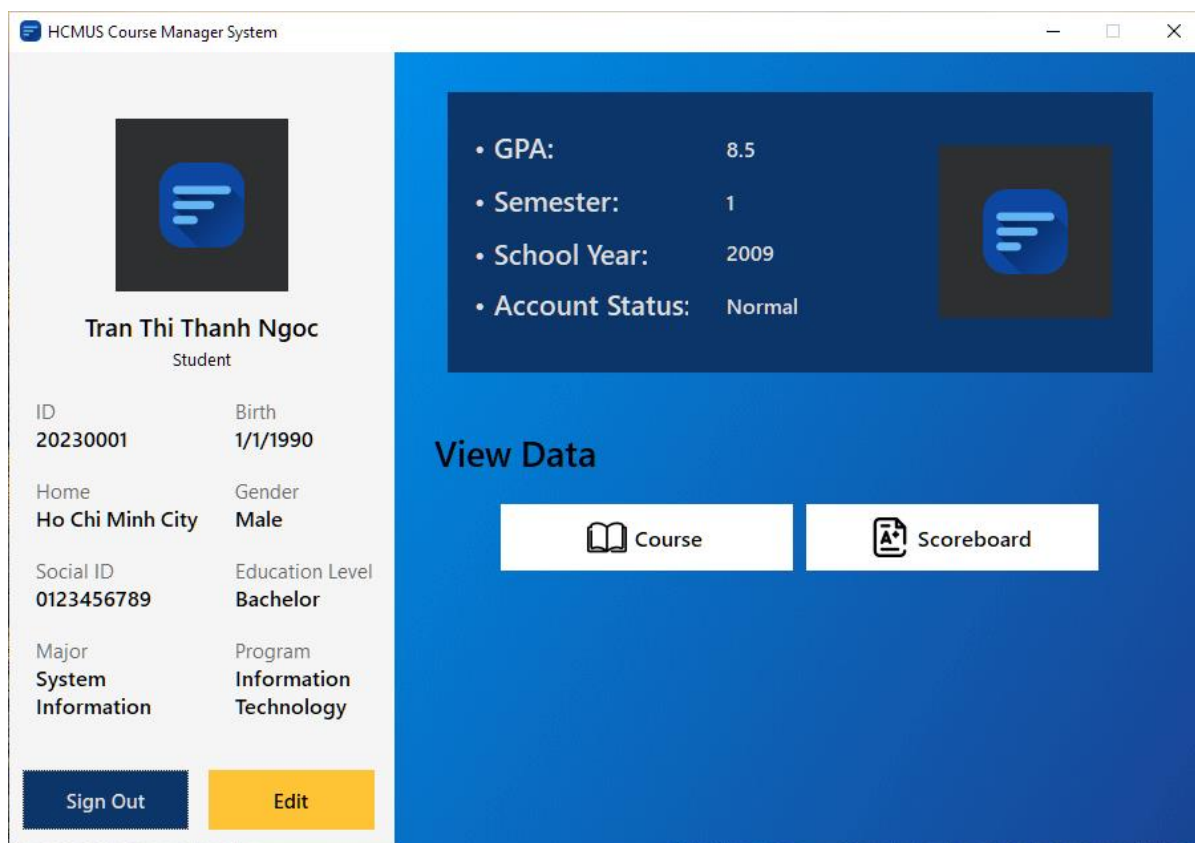 HCMUS Course Manager System
Tran Thi Thanh Ngoc
Student
ID
20230001
Birth
1/1/1990
Home
Ho Chi Minh City
Gender
Male
Social ID
0123456789
Education Level
Bachelor
Major
System
Information
Program
Information
Technology
Sign Out
Edit
• GPA: 8.5
• Semester: 1
• School Year: 2009
• Account Status: Normal
View Data
Course
A+ Scoreboard